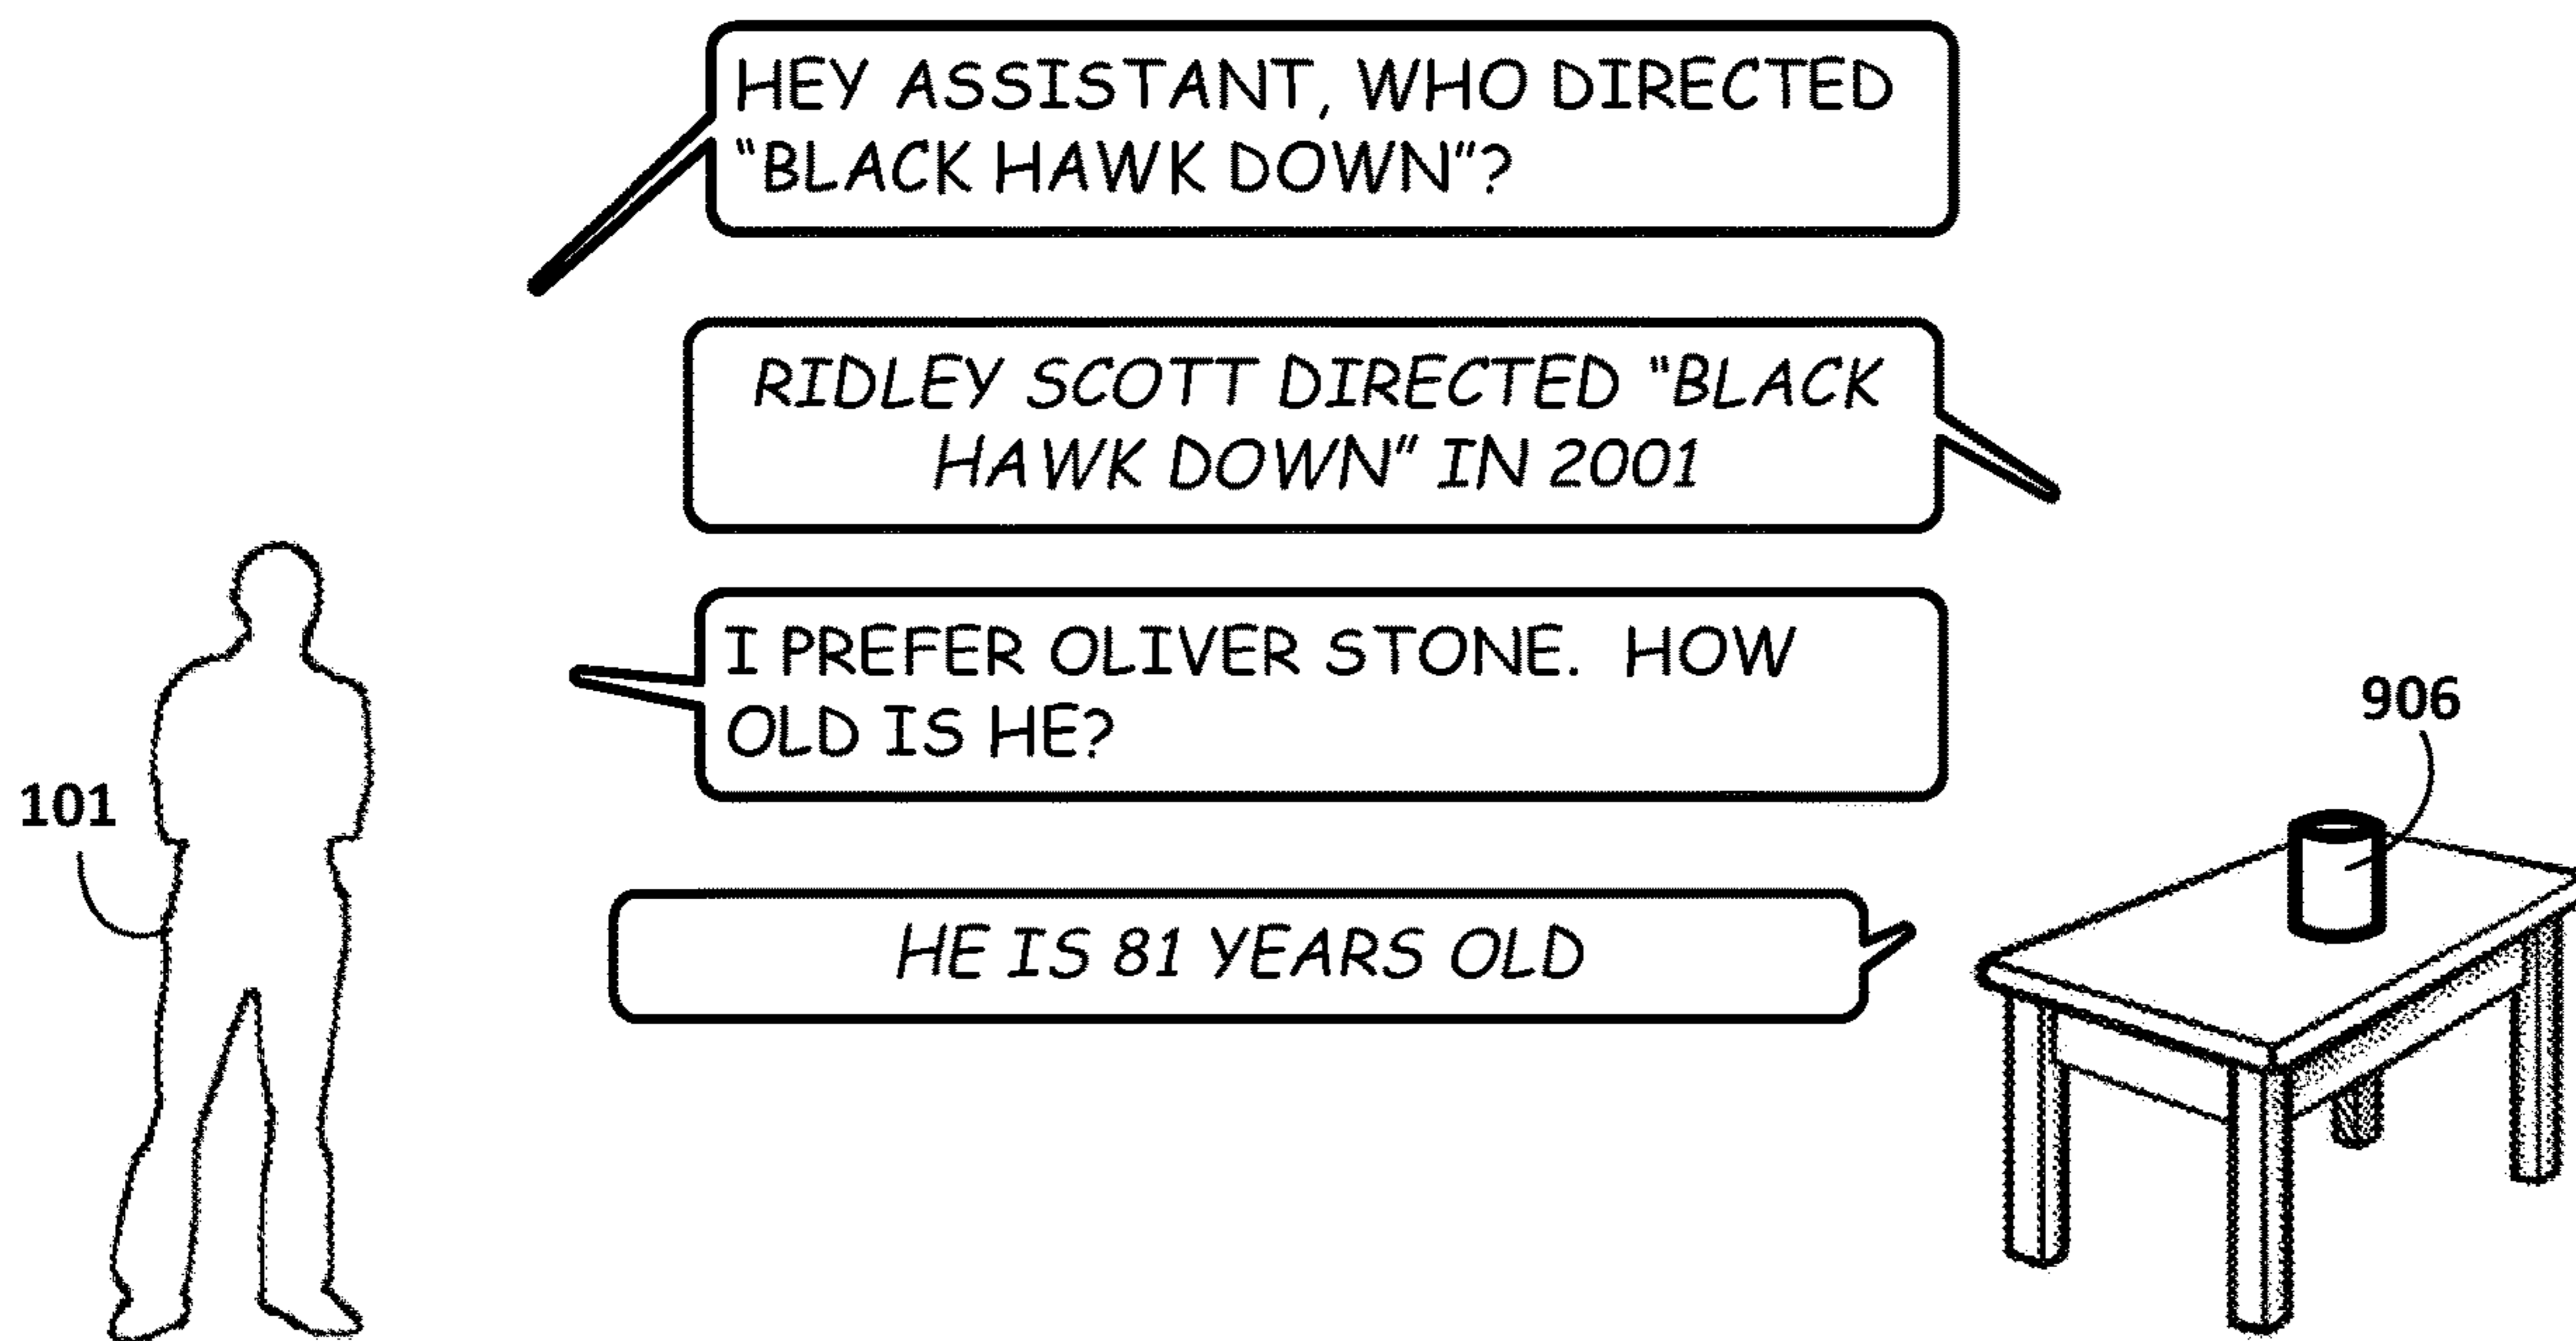 HEY ASSISTANT, WHO DIRECTED
“BLACK HAWK DOWN”?
RIDLEY SCOTT DIRECTED “BLACK
HAWK DOWN” IN 2001
I PREFER OLIVER STONE.  HOW
OLD IS HE?
906
101
HE IS 81 YEARS OLD